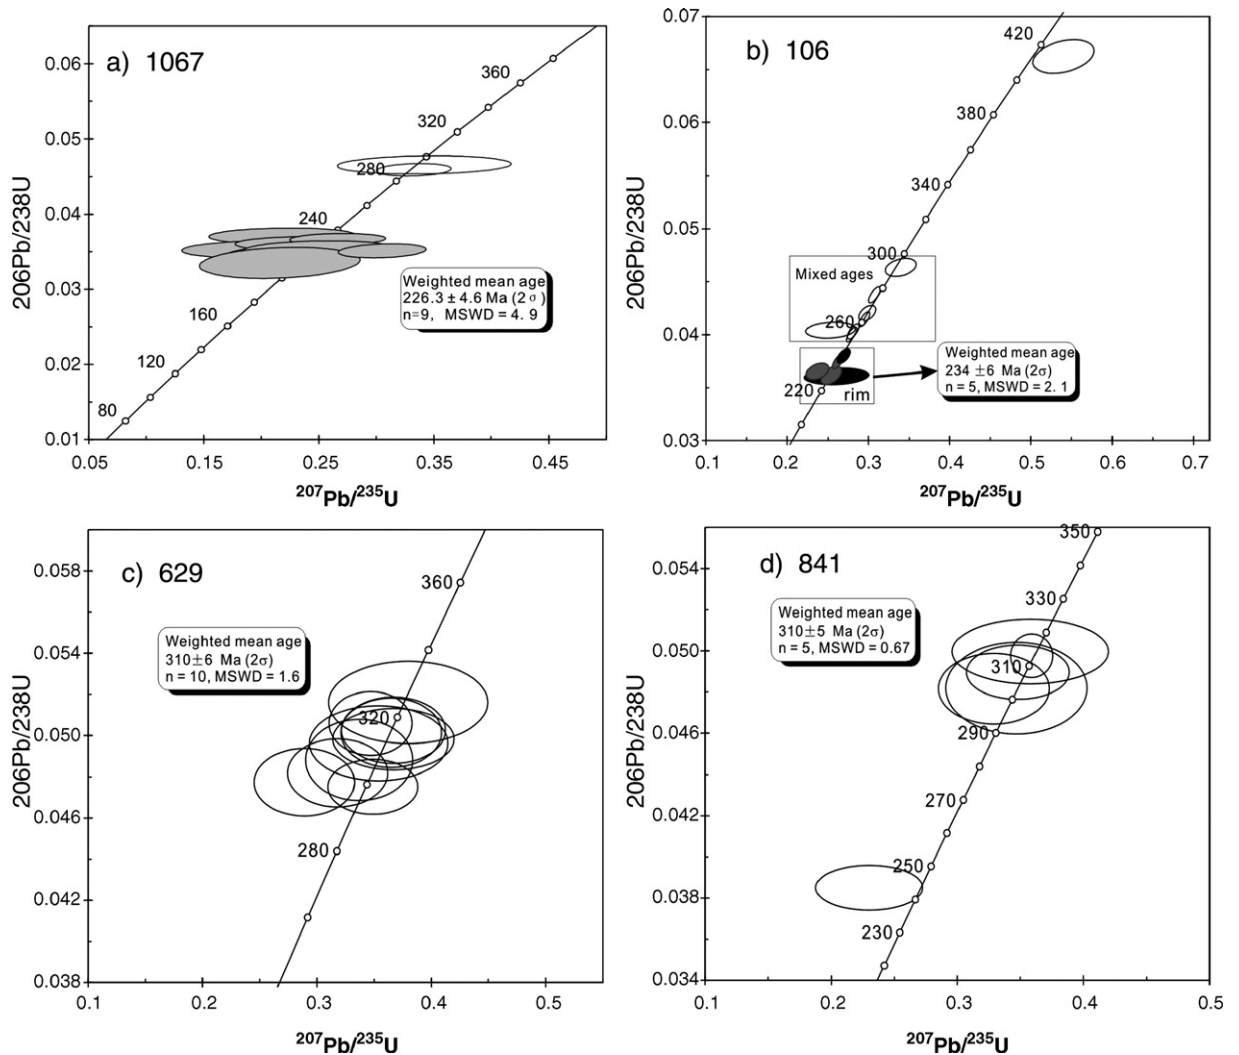 a) 1067
0.06
0.05
0.04
0.03
0.02
0.01
206Pb/238U
360
320
280
240
160
120
80
Weighted mean age
226.3 ± 4.6 Ma (2 σ)
n=9, MSWD = 4. 9
0.05
0.15
0.25
0.35
0.45
207Pb/235U
b) 106
0.07
0.06
0.05
0.04
0.03
206Pb/238U
420
380
340
300
Mixed ages
260
220
rim
Weighted mean age
234 ±6 Ma (2σ)
n = 5, MSWD = 2. 1
0.1
0.2
0.3
0.4
0.5
0.6
0.7
207Pb/235U
c) 629
0.058
0.054
0.050
0.046
0.042
0.038
206Pb/238U
360
320
280
Weighted mean age
310±6 Ma (2σ)
n = 10, MSWD = 1.6
0.1
0.2
0.3
0.4
0.5
207Pb/235U
d) 841
0.054
0.050
0.046
0.042
0.038
0.034
206Pb/238U
350
330
310
290
270
250
230
Weighted mean age
310±5 Ma (2σ)
n = 5, MSWD = 0.67
0.1
0.2
0.3
0.4
0.5
207Pb/235U